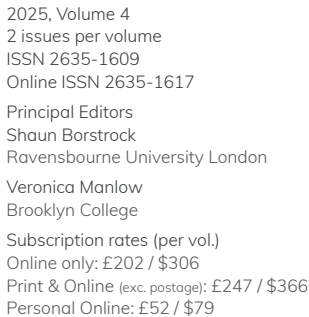 2025, Volume 4
2 issues per volume
ISSN 2635-1609
Online ISSN 2635-1617
Principal Editors
Shaun Borstrock
Ravensbourne University London
Veronica Manlow
Brooklyn College
Subscription rates (per vol.)
Online only: £202 / $306
Print & Online (exc. postage): £247 / $366
Personal Online: £52 / $79